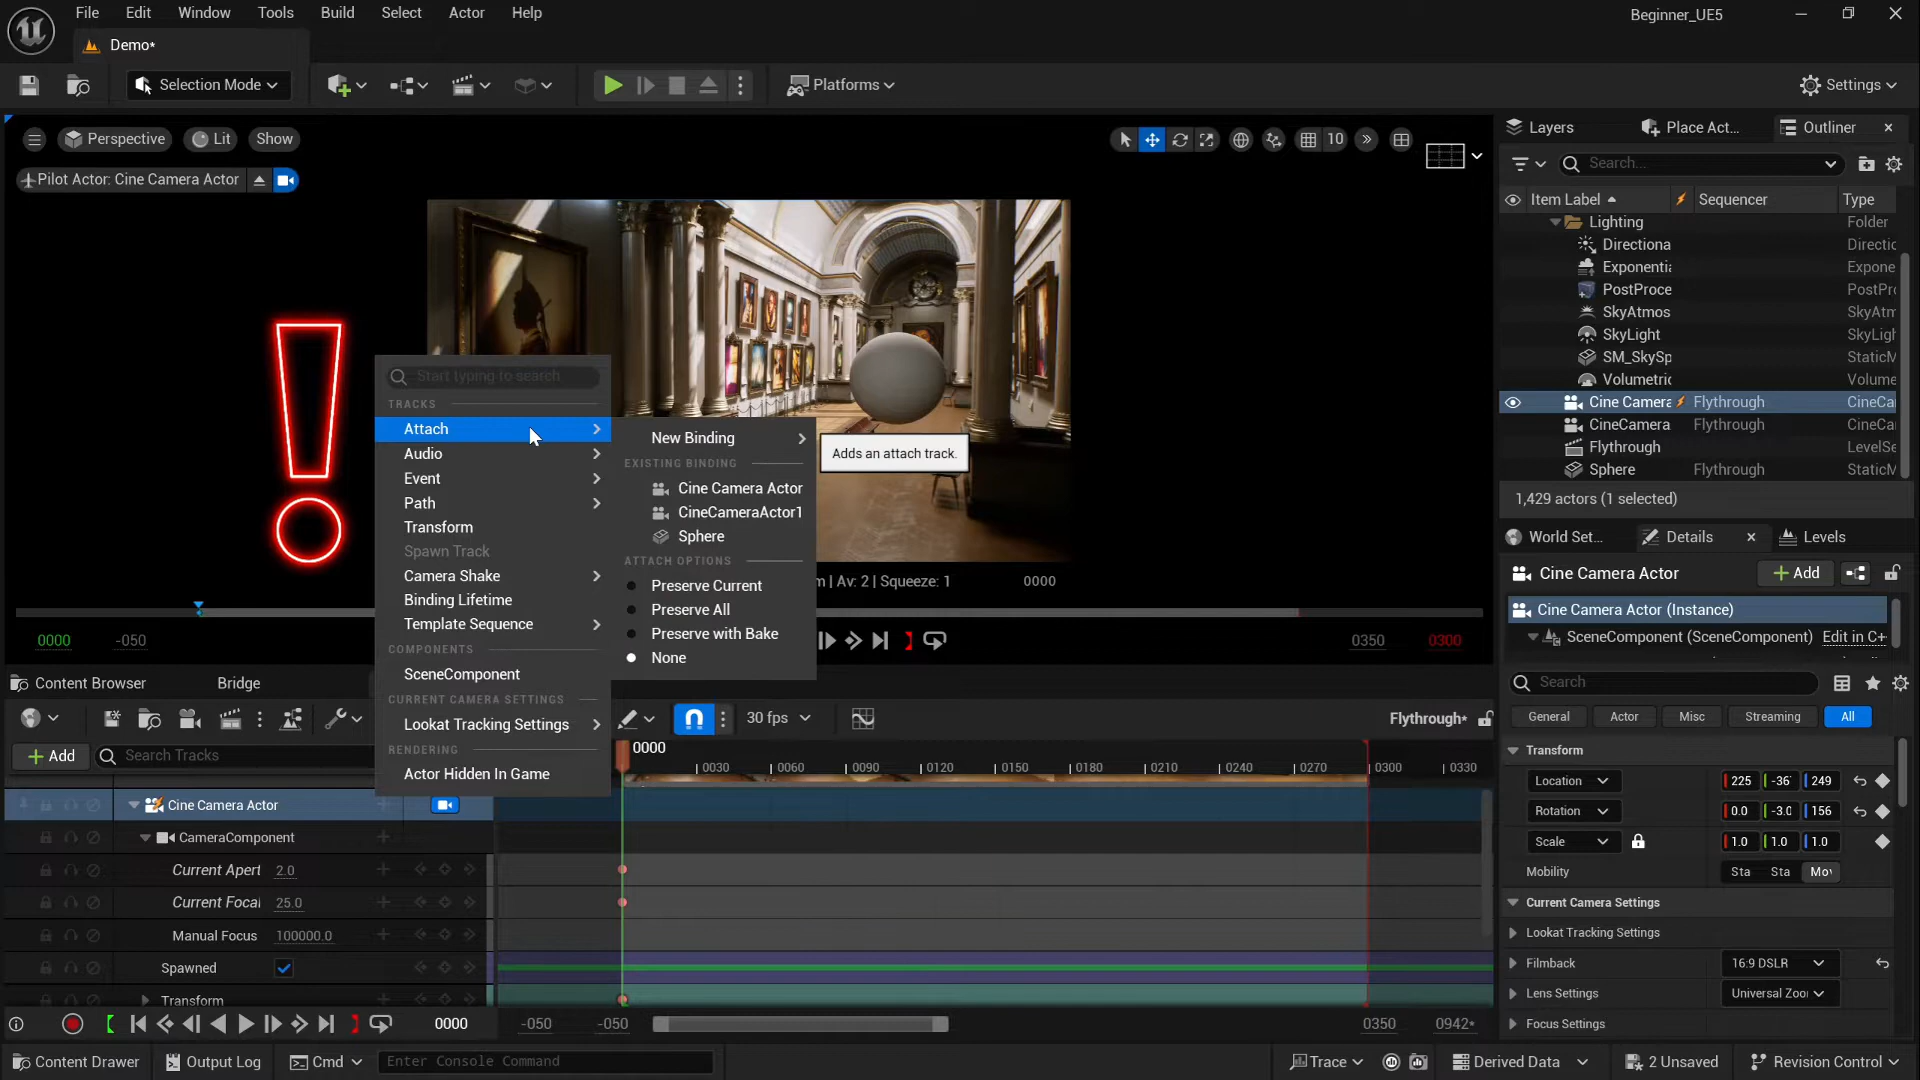 File Edit Window Tools Build Select Actor Help
Beginner_UE5
Demo*
Selection Mode
Platforms
Settings
Perspective Lit Show
10
Layers Place Act... Outliner
Pilot Actor: Cine Camera Actor
Search...
Item Label Sequencer Type
Lighting Folder
Directiona Directic
Exponentia Expone
PostProce PostPrc
SkyAtmos SkyAtm
SkyLight SkyLigh
SM_SkySp StaticM
Volumetric Volume
Cine Camera Flythrough CineCa
CineCamera Flythrough CineCa
Flythrough LevelSe
Sphere Flythrough StaticM
1,429 actors (1 selected)
Start typing to search
TRACKS
Attach
Audio
Event
Path
Transform
Spawn Track
Camera Shake
Binding Lifetime
Template Sequence
COMPONENTS
SceneComponent
CURRENT CAMERA SETTINGS
Lookat Tracking Settings
RENDERING
Actor Hidden In Game
New Binding
EXISTING BINDING
Cine Camera Actor
CineCameraActor1
Sphere
ATTACH OPTIONS
Preserve Current
Preserve All
Preserve with Bake
None
Adds an attach track.
m | Av: 2 | Squeeze: 1 0000
0000 -050 0350 0300
World Set... Details Levels
Cine Camera Actor Add
Cine Camera Actor (Instance)
SceneComponent (SceneComponent) Edit in C+
Search
General Actor Misc Streaming All
Transform
Location 225 -36 249
Rotation 0.0 -3.0 156
Scale 1.0 1.0 1.0
Mobility Sta Sta Mov
Current Camera Settings
Lookat Tracking Settings
Filmback 16:9 DSLR
Lens Settings Universal Zoo
Focus Settings
Content Browser Bridge
30 fps Flythrough*
Add Search Tracks
0000
0030 0060 0090 0120 0150 0180 0210 0240 0270 0300 0330
Cine Camera Actor
CameraComponent
Current Apert 2.0
Current Focal 25.0
Manual Focus 100000.0
Spawned
Transform
0000 -050 -050 0350 0942*
Content Drawer Output Log Cmd Enter Console Command Trace Derived Data 2 Unsaved Revision Control